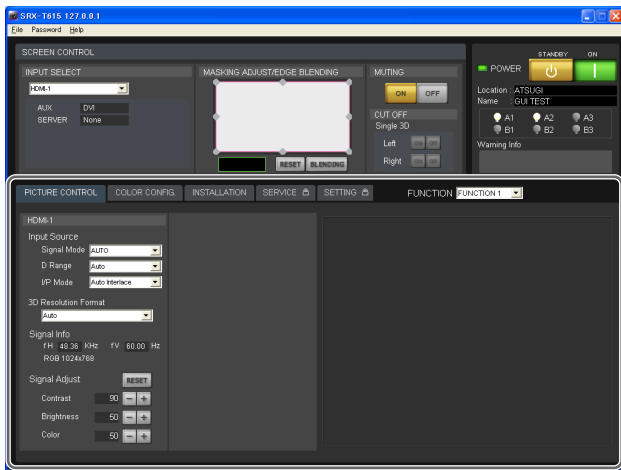 SRX-T615 127.0.0.1
File Password Help
SCREEN CONTROL
INPUT SELECT
HDMI-1
AUX DVI
SERVER None
MASKING ADJUST/EDGE BLENDING
RESET BLENDING
MUTING
ON OFF
CUT OFF
Single 3D
Left ON Off
Right ON Off
STANDBY ON
POWER
Location : ATSUGI
Name : GUI TEST
A1 A2 A3
B1 B2 B3
Warning Info
PICTURE CONTROL COLOR CONFIG. INSTALLATION SERVICE SETTING FUNCTION FUNCTION 1
HDMI-1
Input Source
Signal Mode AUTO
D Range Auto
I/P Mode Auto Interlace
3D Resolution Format
Auto
Signal Info
fH 48.36 KHz fV 60.00 Hz
RGB 1024x768
Signal Adjust RESET
Contrast 90 - +
Brightness 50 - +
Color 50 - +